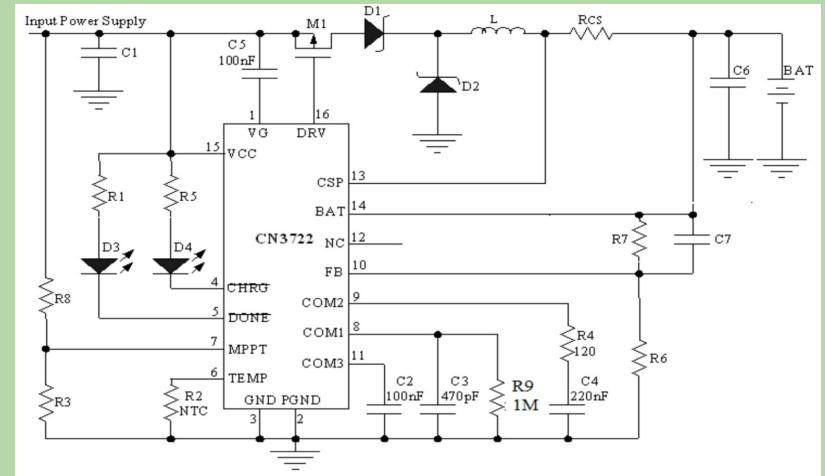 Input Power Supply
M1
D1
L
RCS
C1
C5
100nF
D2
C6
BAT
1
16
VG
DRV
15
VCC
R1
R5
CSP
13
BAT
14
D3
D4
CN3722
NC
12
R7
C7
FB
10
4
CHRG
COM2
9
R8
5
DONE
COM1
8
R4
120
R6
7
MPPT
COM3
11
6
TEMP
R3
R2
NTC
GND
PGND
3
2
C2
100nF
C3
470pF
R9
1M
C4
220nF